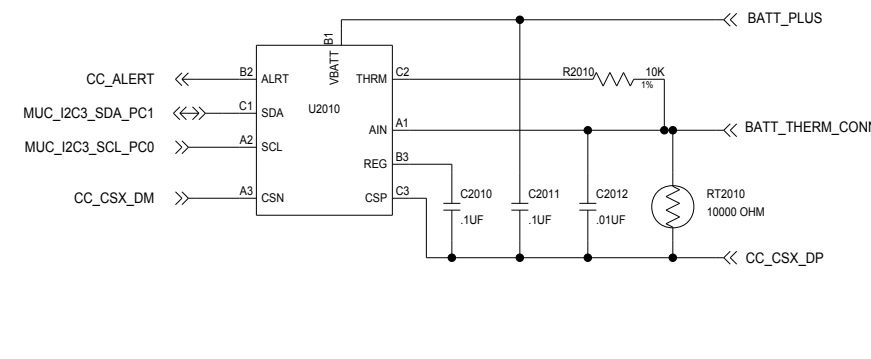 BATT_PLUS
B1
VBATT
CC_ALERT B2 ALRT THRM C2 R2010 10K
1%
MUC_I2C3_SDA_PC1 C1 SDA U2010
AIN A1 BATT_THERM_CONN
MUC_I2C3_SCL_PC0 A2 SCL
REG B3
CC_CSX_DM A3 CSN CSP C3 C2010 C2011 C2012 RT2010
.1UF .1UF .01UF 10000 OHM
CC_CSX_DP